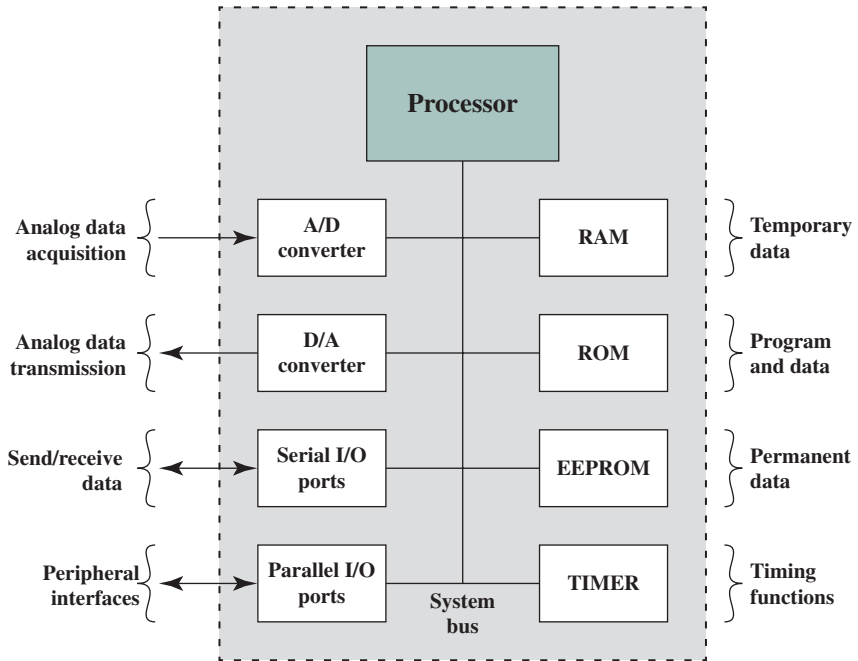 Processor
Analog data
acquisition
A/D
converter
RAM
Temporary
data
Analog data
transmission
D/A
converter
ROM
Program
and data
Send/receive
data
Serial I/O
ports
EEPROM
Permanent
data
Peripheral
interfaces
Parallel I/O
ports
System
bus
TIMER
Timing
functions